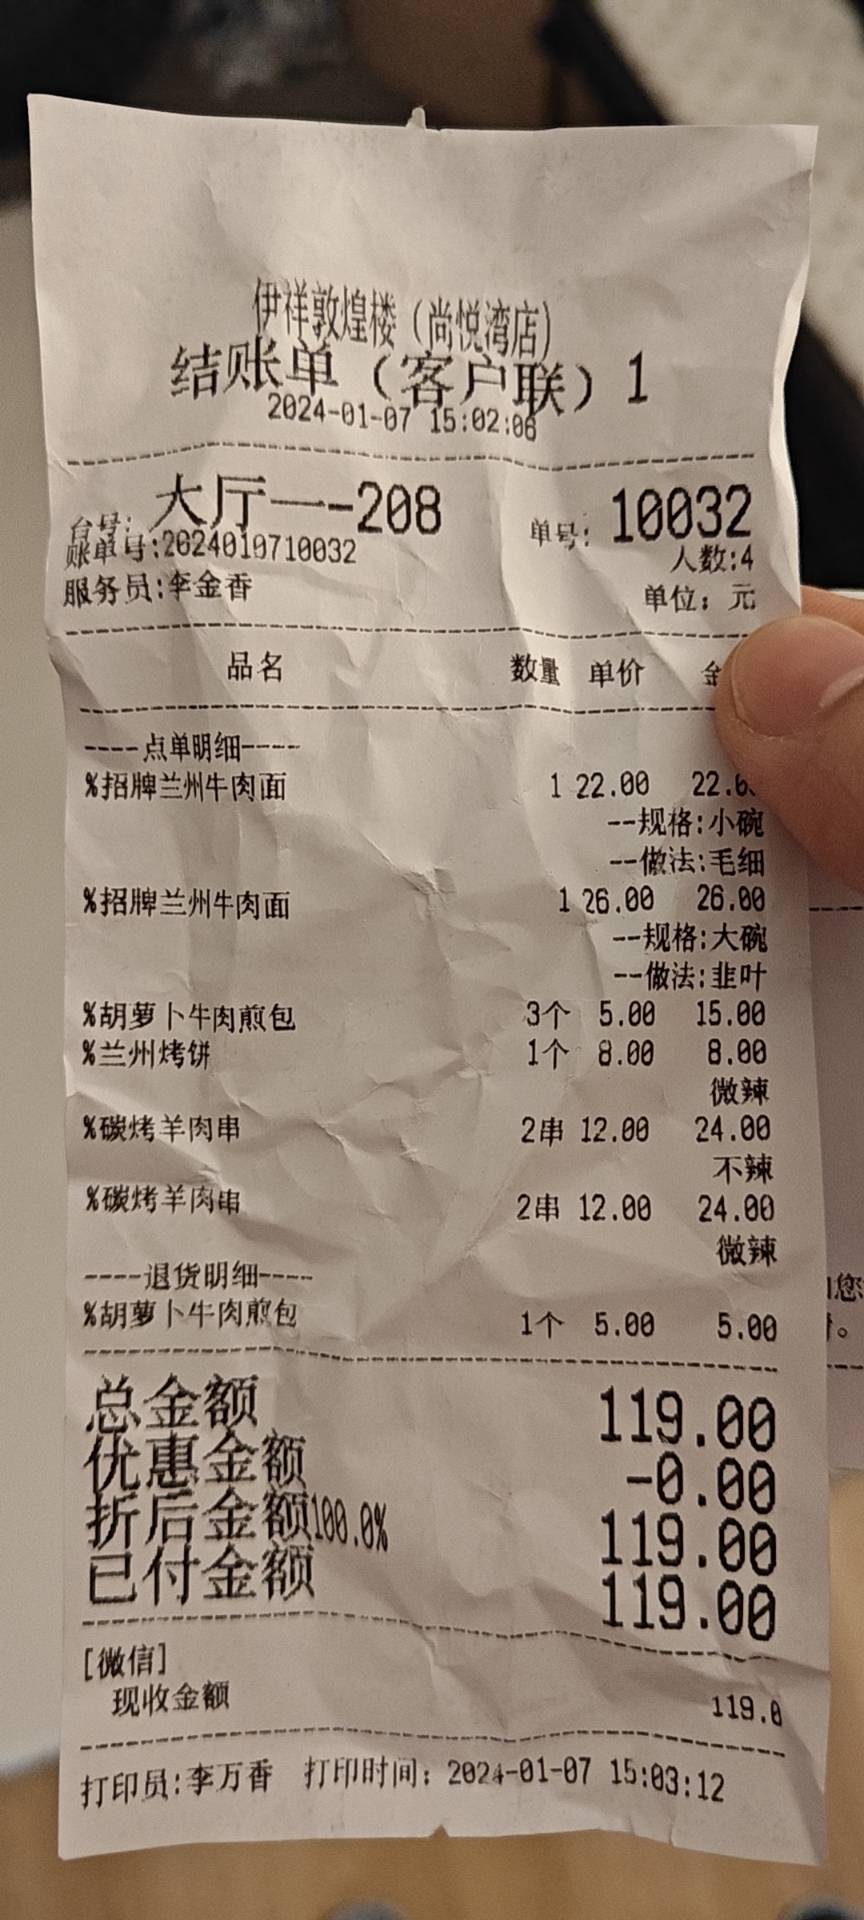 伊祥敦煌楼（尚悦湾店）
结账单（客户联）1
2024-01-07 15:02:06
台号: 大厅一-208 单号: 10032
账单号:2024010710032 人数:4
服务员:李金香 单位: 元
品名 数量 单价 金
----点单明细----
%招牌兰州牛肉面 1 22.00 22.0
--规格:小碗
--做法:毛细
%招牌兰州牛肉面 1 26.00 26.00
--规格:大碗
--做法:韭叶
%胡萝卜牛肉煎包 3个 5.00 15.00
%兰州烤饼 1个 8.00 8.00
微辣
%碳烤羊肉串 2串 12.00 24.00
不辣
%碳烤羊肉串 2串 12.00 24.00
微辣
----退货明细----
%胡萝卜牛肉煎包 1个 5.00 5.00
总金额 119.00
优惠金额 -0.00
折后金额100.0% 119.00
已付金额 119.00
[微信]
现收金额 119.0
打印员:李万香 打印时间: 2024-01-07 15:03:12
您
。